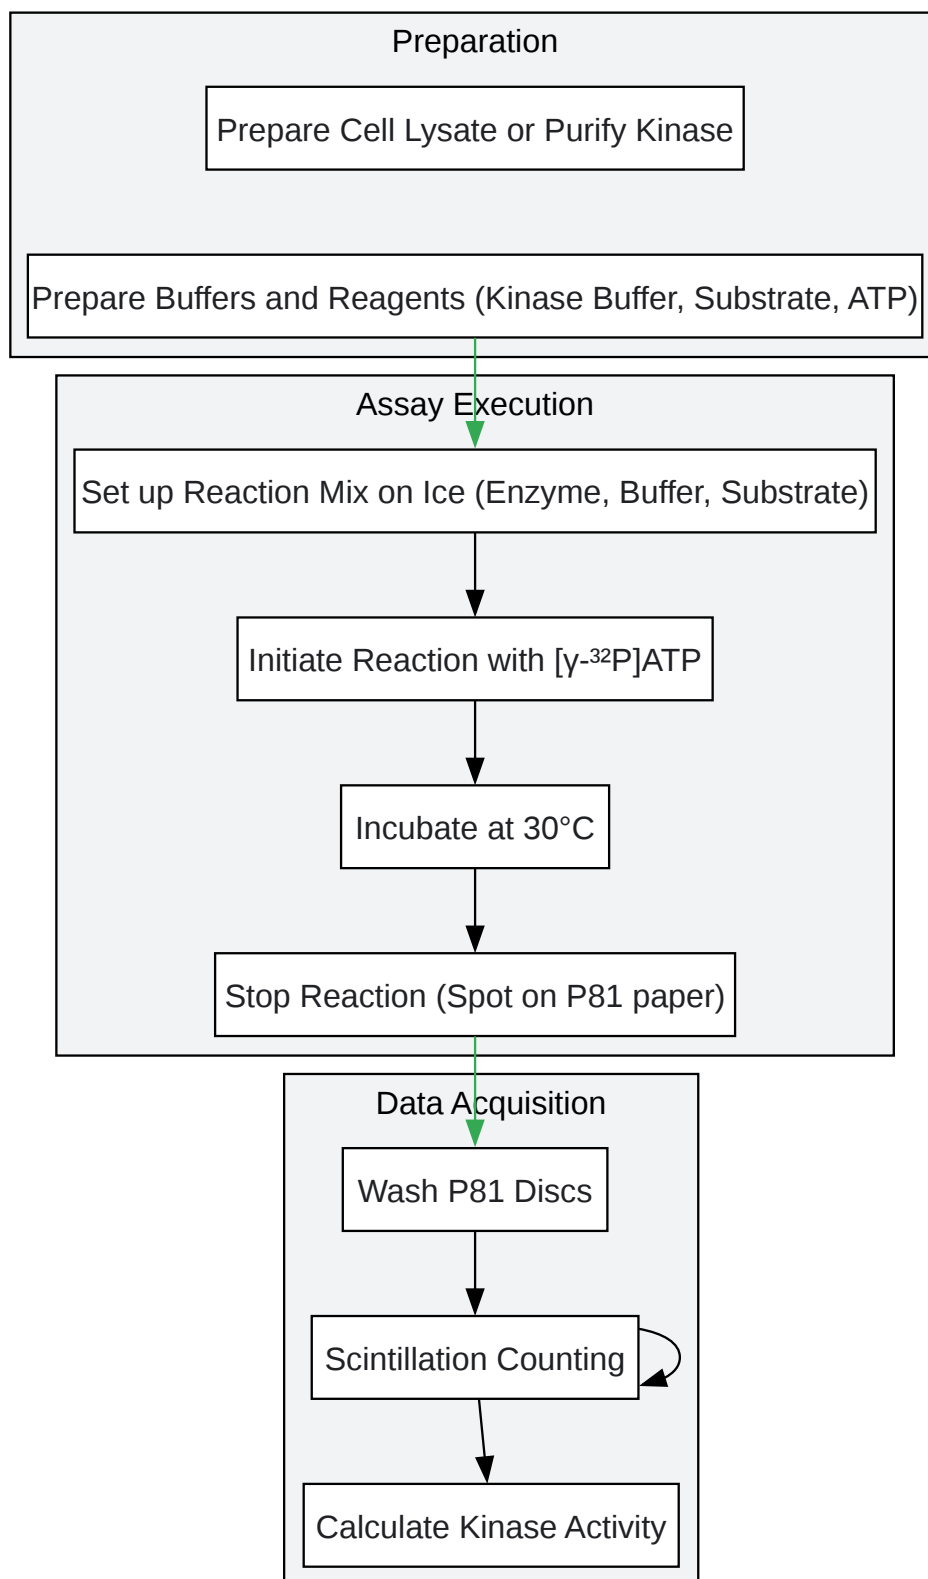 Preparation
Prepare Cell Lysate or Purify Kinase
Prepare Buffers and Reagents (Kinase Buffer, Substrate, ATP)
Assay Execution
Set up Reaction Mix on Ice (Enzyme, Buffer, Substrate)
Initiate Reaction with [γ-³²P]ATP
Incubate at 30°C
Stop Reaction (Spot on P81 paper)
Data Acquisition
Wash P81 Discs
Scintillation Counting
Calculate Kinase Activity